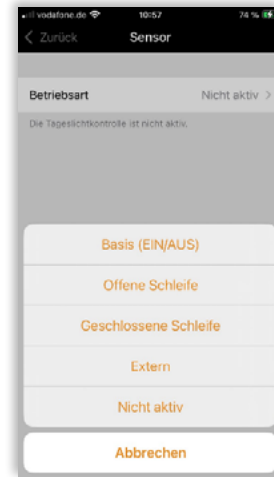 vodafone.de 10:57 74 %
Zurück Sensor
Betriebsart Nicht aktiv
Die Tageslichtkontrolle ist nicht aktiv.
Basis (EIN/AUS)
Offene Schleife
Geschlossene Schleife
Extern
Nicht aktiv
Abbrechen